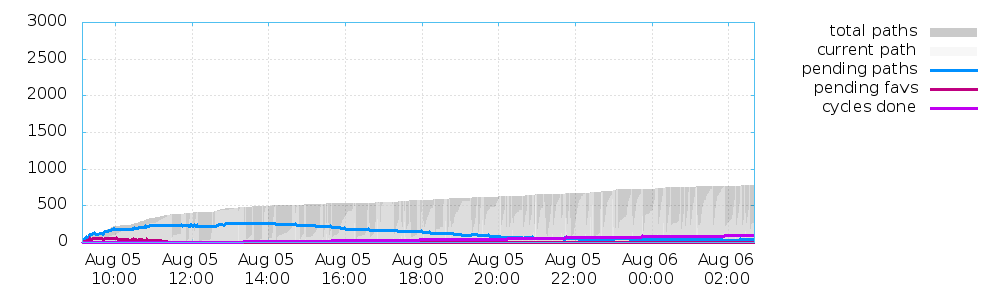 3000
2500
2000
1500
1000
500
0
Aug 05 Aug 05 Aug 05 Aug 05 Aug 05 Aug 05 Aug 05 Aug 06 Aug 06
10:00 12:00 14:00 16:00 18:00 20:00 22:00 00:00 02:00
total paths
current path
pending paths
pending favs
cycles done